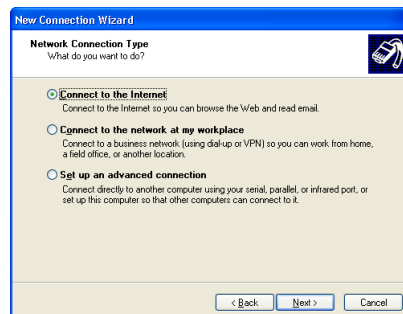 New Connection Wizard
Network Connection Type
What do you want to do?
Connect to the Internet
Connect to the Internet so you can browse the Web and read email.
Connect to the network at my workplace
Connect to a business network (using dial-up or VPN) so you can work from home,
a field office, or another location.
Set up an advanced connection
Connect directly to another computer using your serial, parallel, or infrared port, or
set up this computer so that other computers can connect to it.
< Back Next > Cancel